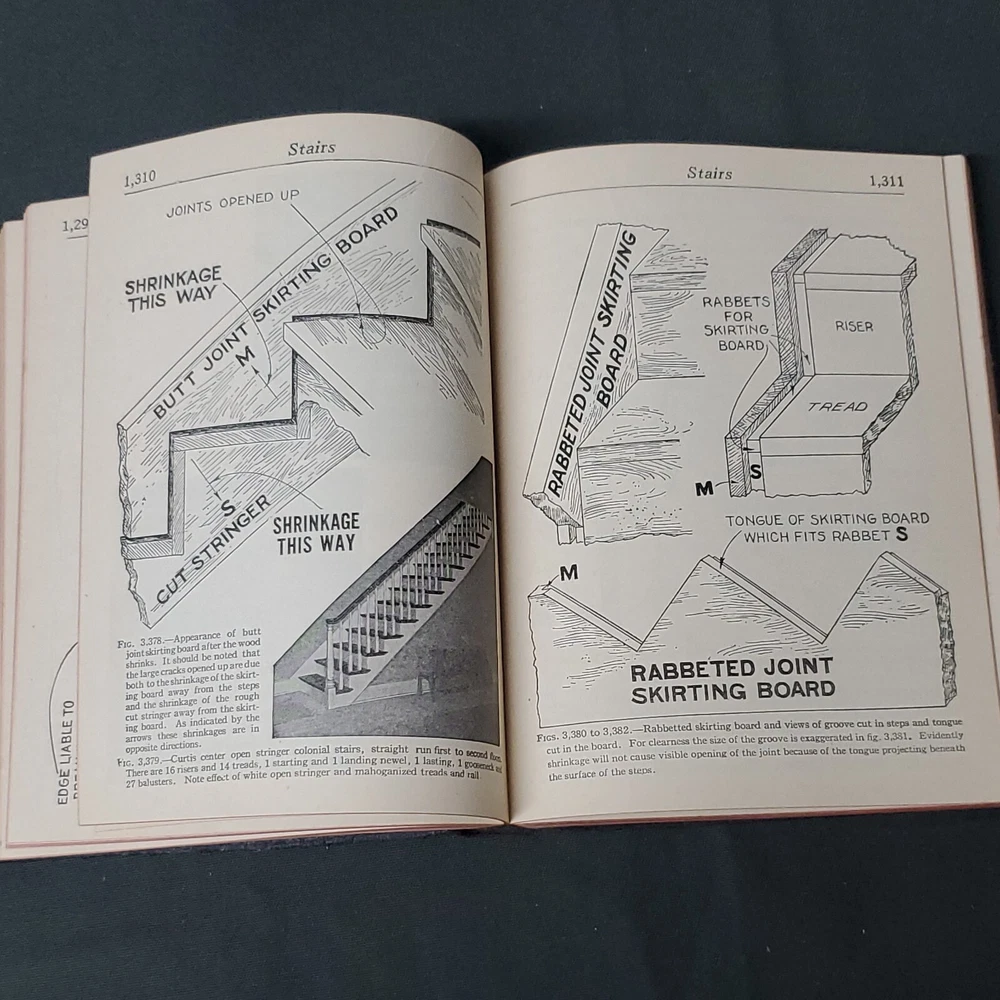 1,29
EDGE LIABLE TO
1,310
Stairs
JOINTS OPENED UP
SHRINKAGE
THIS WAY
BUTT JOINT SKIRTING BOARD
M
S
CUT STRINGER
SHRINKAGE
THIS WAY
FIG. 3,378.—Appearance of butt
joint skirting board after the wood
shrinks. It should be noted that
the large cracks opened up are due
both to the shrinkage of the skirt-
ing board away from the steps
and the shrinkage of the rough
cut stringer away from the skirt-
ing board. As indicated by the
arrows these shrinkages are in
opposite directions.
FIG. 3,379.—Curtis center open stringer colonial stairs, straight run first to second floor.
There are 16 risers and 14 treads, 1 starting and 1 landing newel, 1 lasting, 1 gooseneck and
27 balusters. Note effect of white open stringer and mahoganized treads and rail.
Stairs
1,311
RABBETED JOINT SKIRTING
BOARD
RABBETS
FOR
SKIRTING
BOARD
RISER
TREAD
S
M
TONGUE OF SKIRTING BOARD
WHICH FITS RABBET S
M
RABBETED JOINT
SKIRTING BOARD
FIGS. 3,380 to 3,382.—Rabbetted skirting board and views of groove cut in steps and tongue
cut in the board. For clearness the size of the groove is exaggerated in fig. 3,381. Evidently
shrinkage will not cause visible opening of the joint because of the tongue projecting beneath
the surface of the steps.